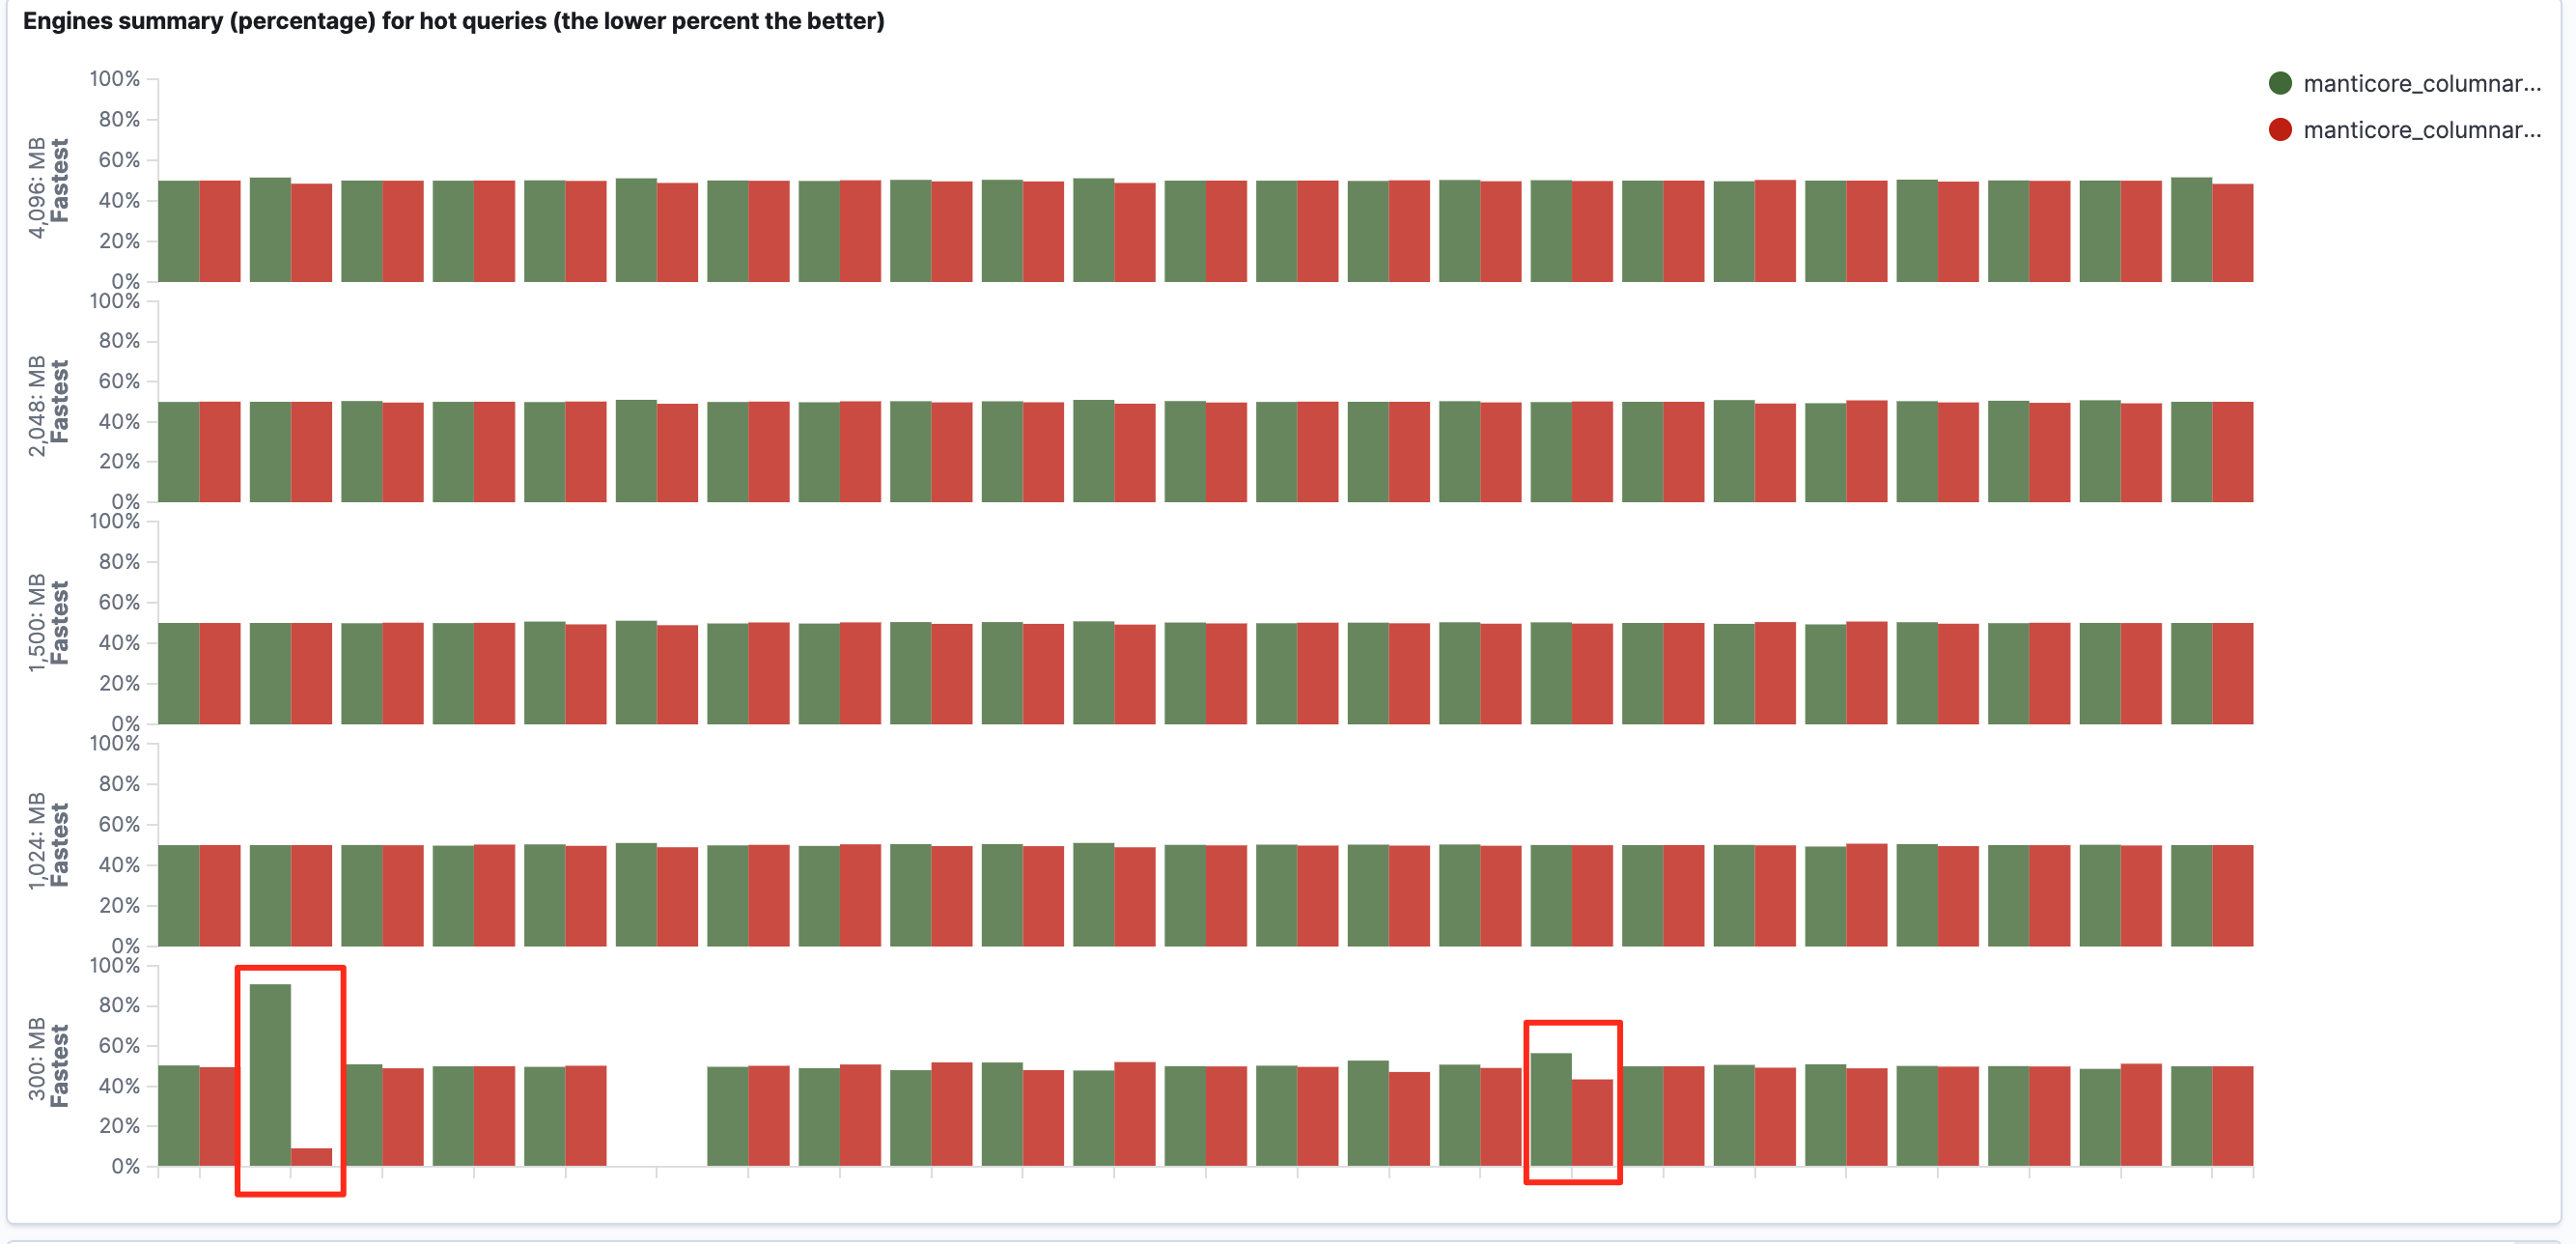 Engines summary (percentage) for hot queries (the lower percent the better)
manticore_columnar...
manticore_columnar...
4,096: MB
Fastest
100%
80%
60%
40%
20%
0%
2,048: MB
Fastest
100%
80%
60%
40%
20%
0%
1,500: MB
Fastest
100%
80%
60%
40%
20%
0%
1,024: MB
Fastest
100%
80%
60%
40%
20%
0%
300: MB
Fastest
100%
80%
60%
40%
20%
0%